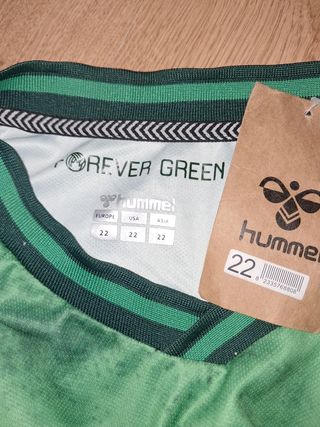 FOREVER GREEN
hummel
EUROPE USA ASIA
22 22 22
hummel
22